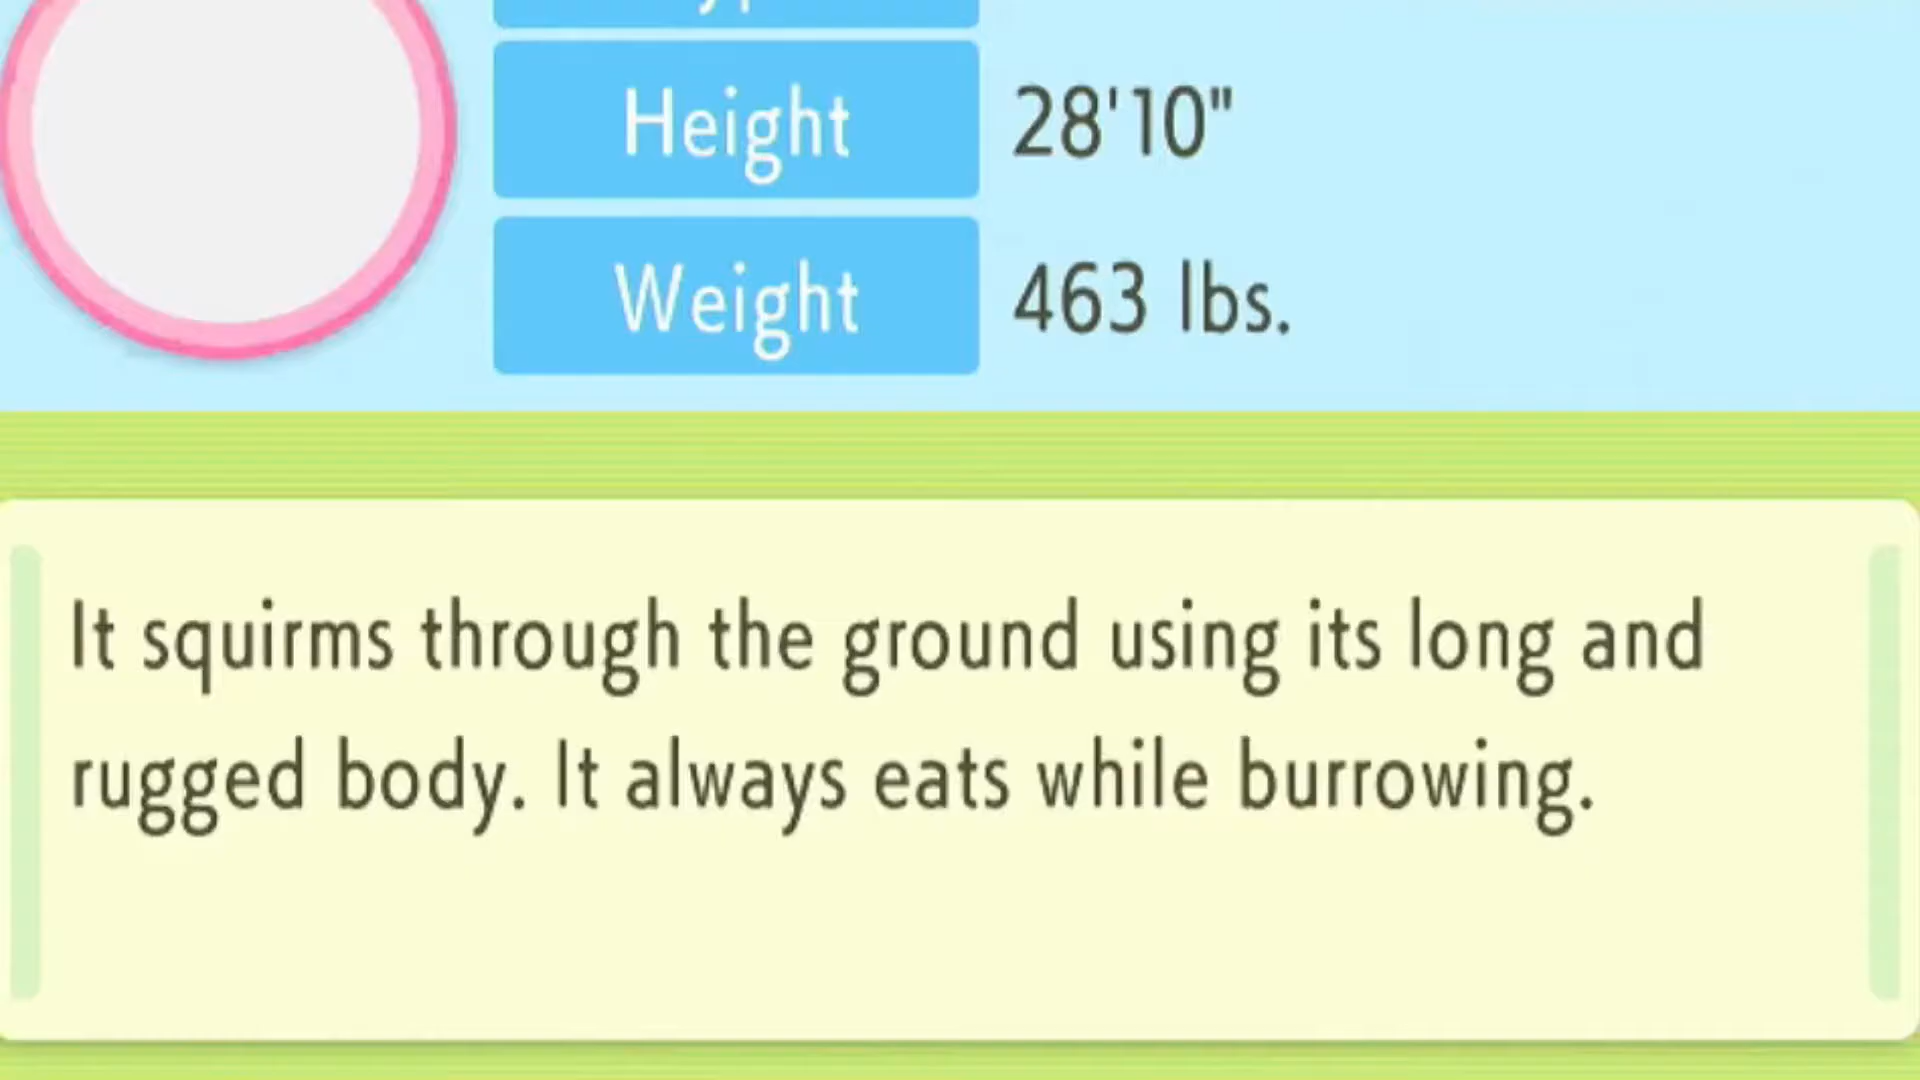 Height
28'10"
Weight
463 lbs.
It squirms through the ground using its long and
rugged body. It always eats while burrowing.